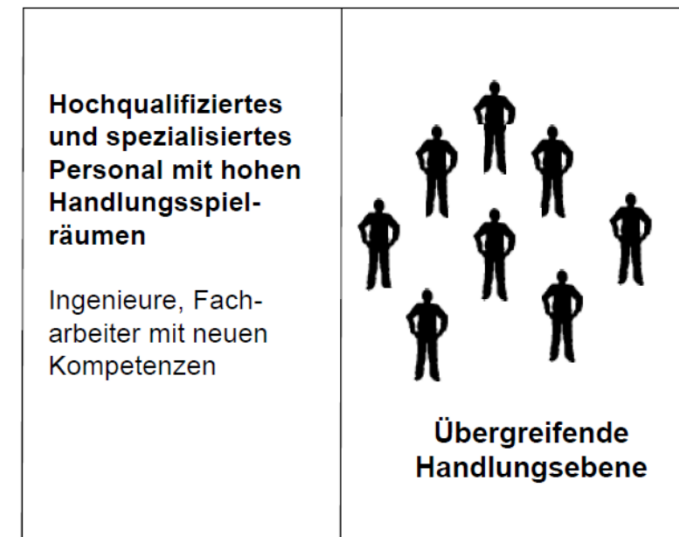 Hochqualifiziertes
und spezialisiertes
Personal mit hohen
Handlungsspiel-
räumen
Ingenieure, Fach-
arbeiter mit neuen
Kompetenzen
Übergreifende
Handlungsebene